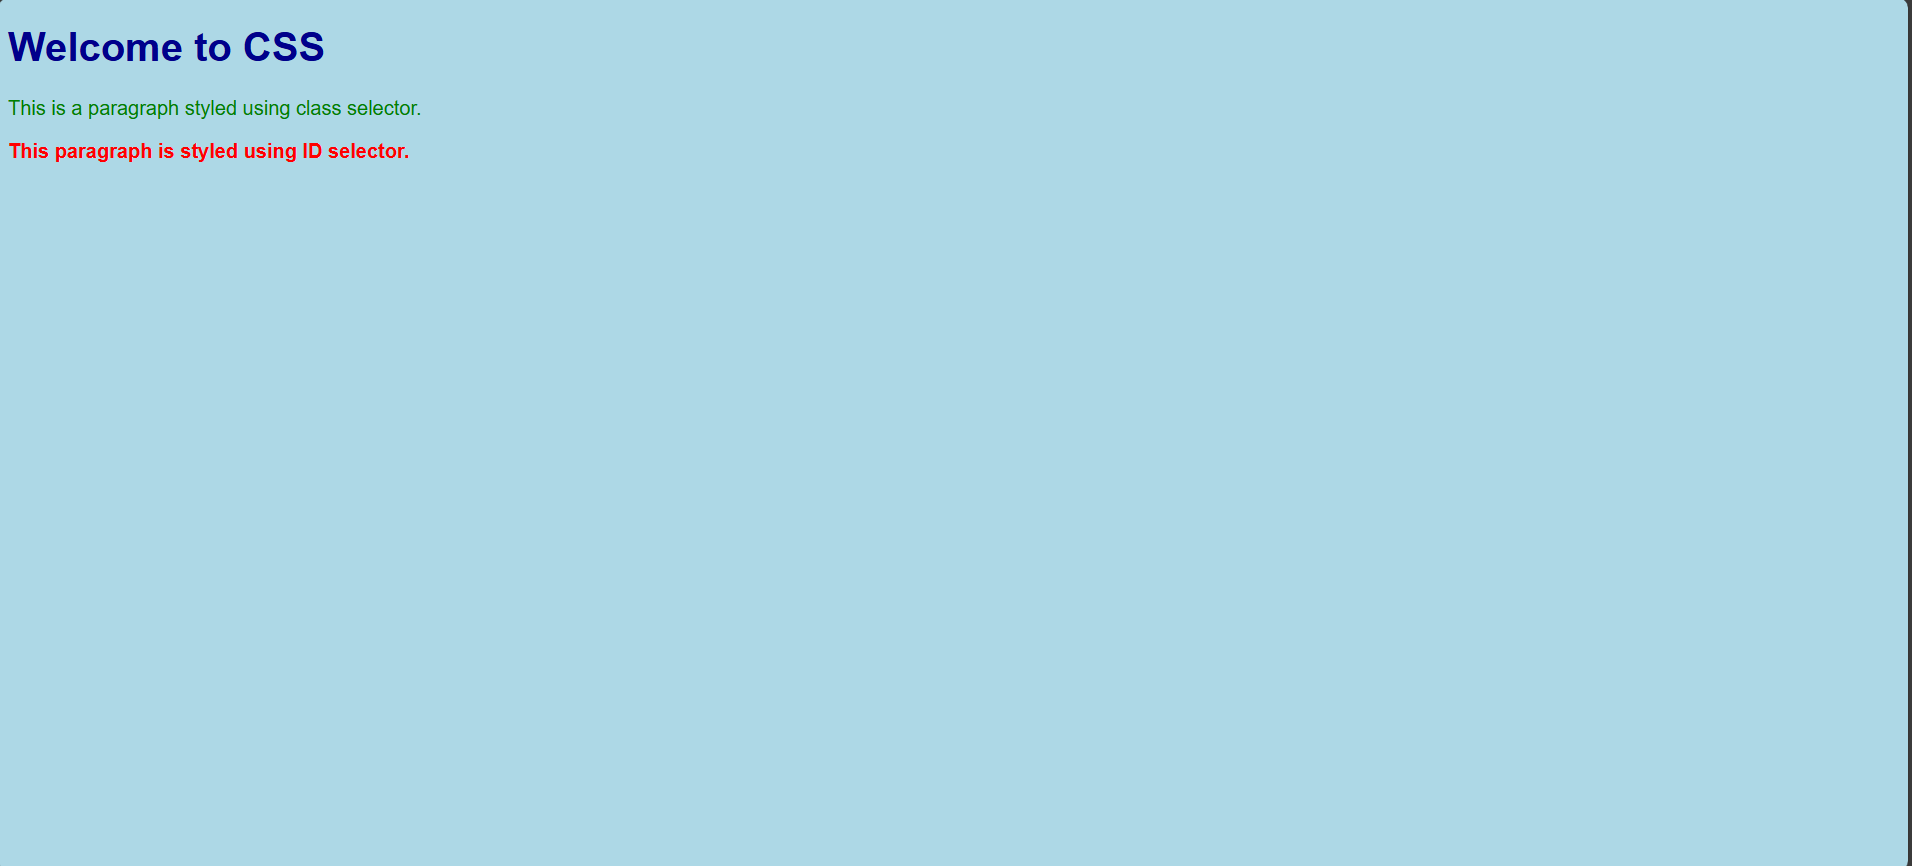 Welcome to CSS
This is a paragraph styled using class selector.
This paragraph is styled using ID selector.